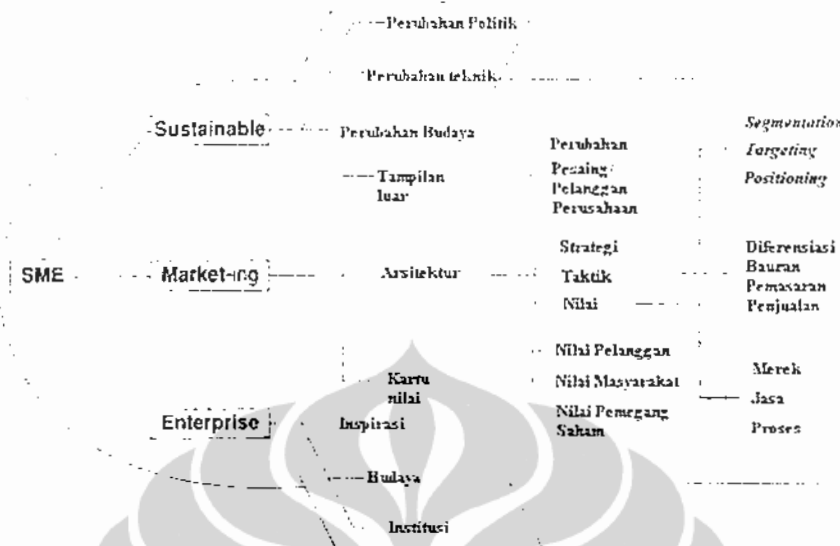 Perubahan Politik
Perubahan teknik
Sustainable
Perubahan Budaya
Tampilan
luar
Perubahan
Pesaing/
Pelanggan
Perusahaan
Segmentation
Targeting
Positioning
SME
Market-ing
Arsitektur
Strategi
Taktik
Nilai
Diferensiasi
Bauran
Pemasaran
Penjualan
Kartu
nilai
Nilai Pelanggan
Nilai Masyarakat
Nilai Pemegang
Saham
Merek
Jasa
Proses
Enterprise
Inspirasi
Budaya
Institusi